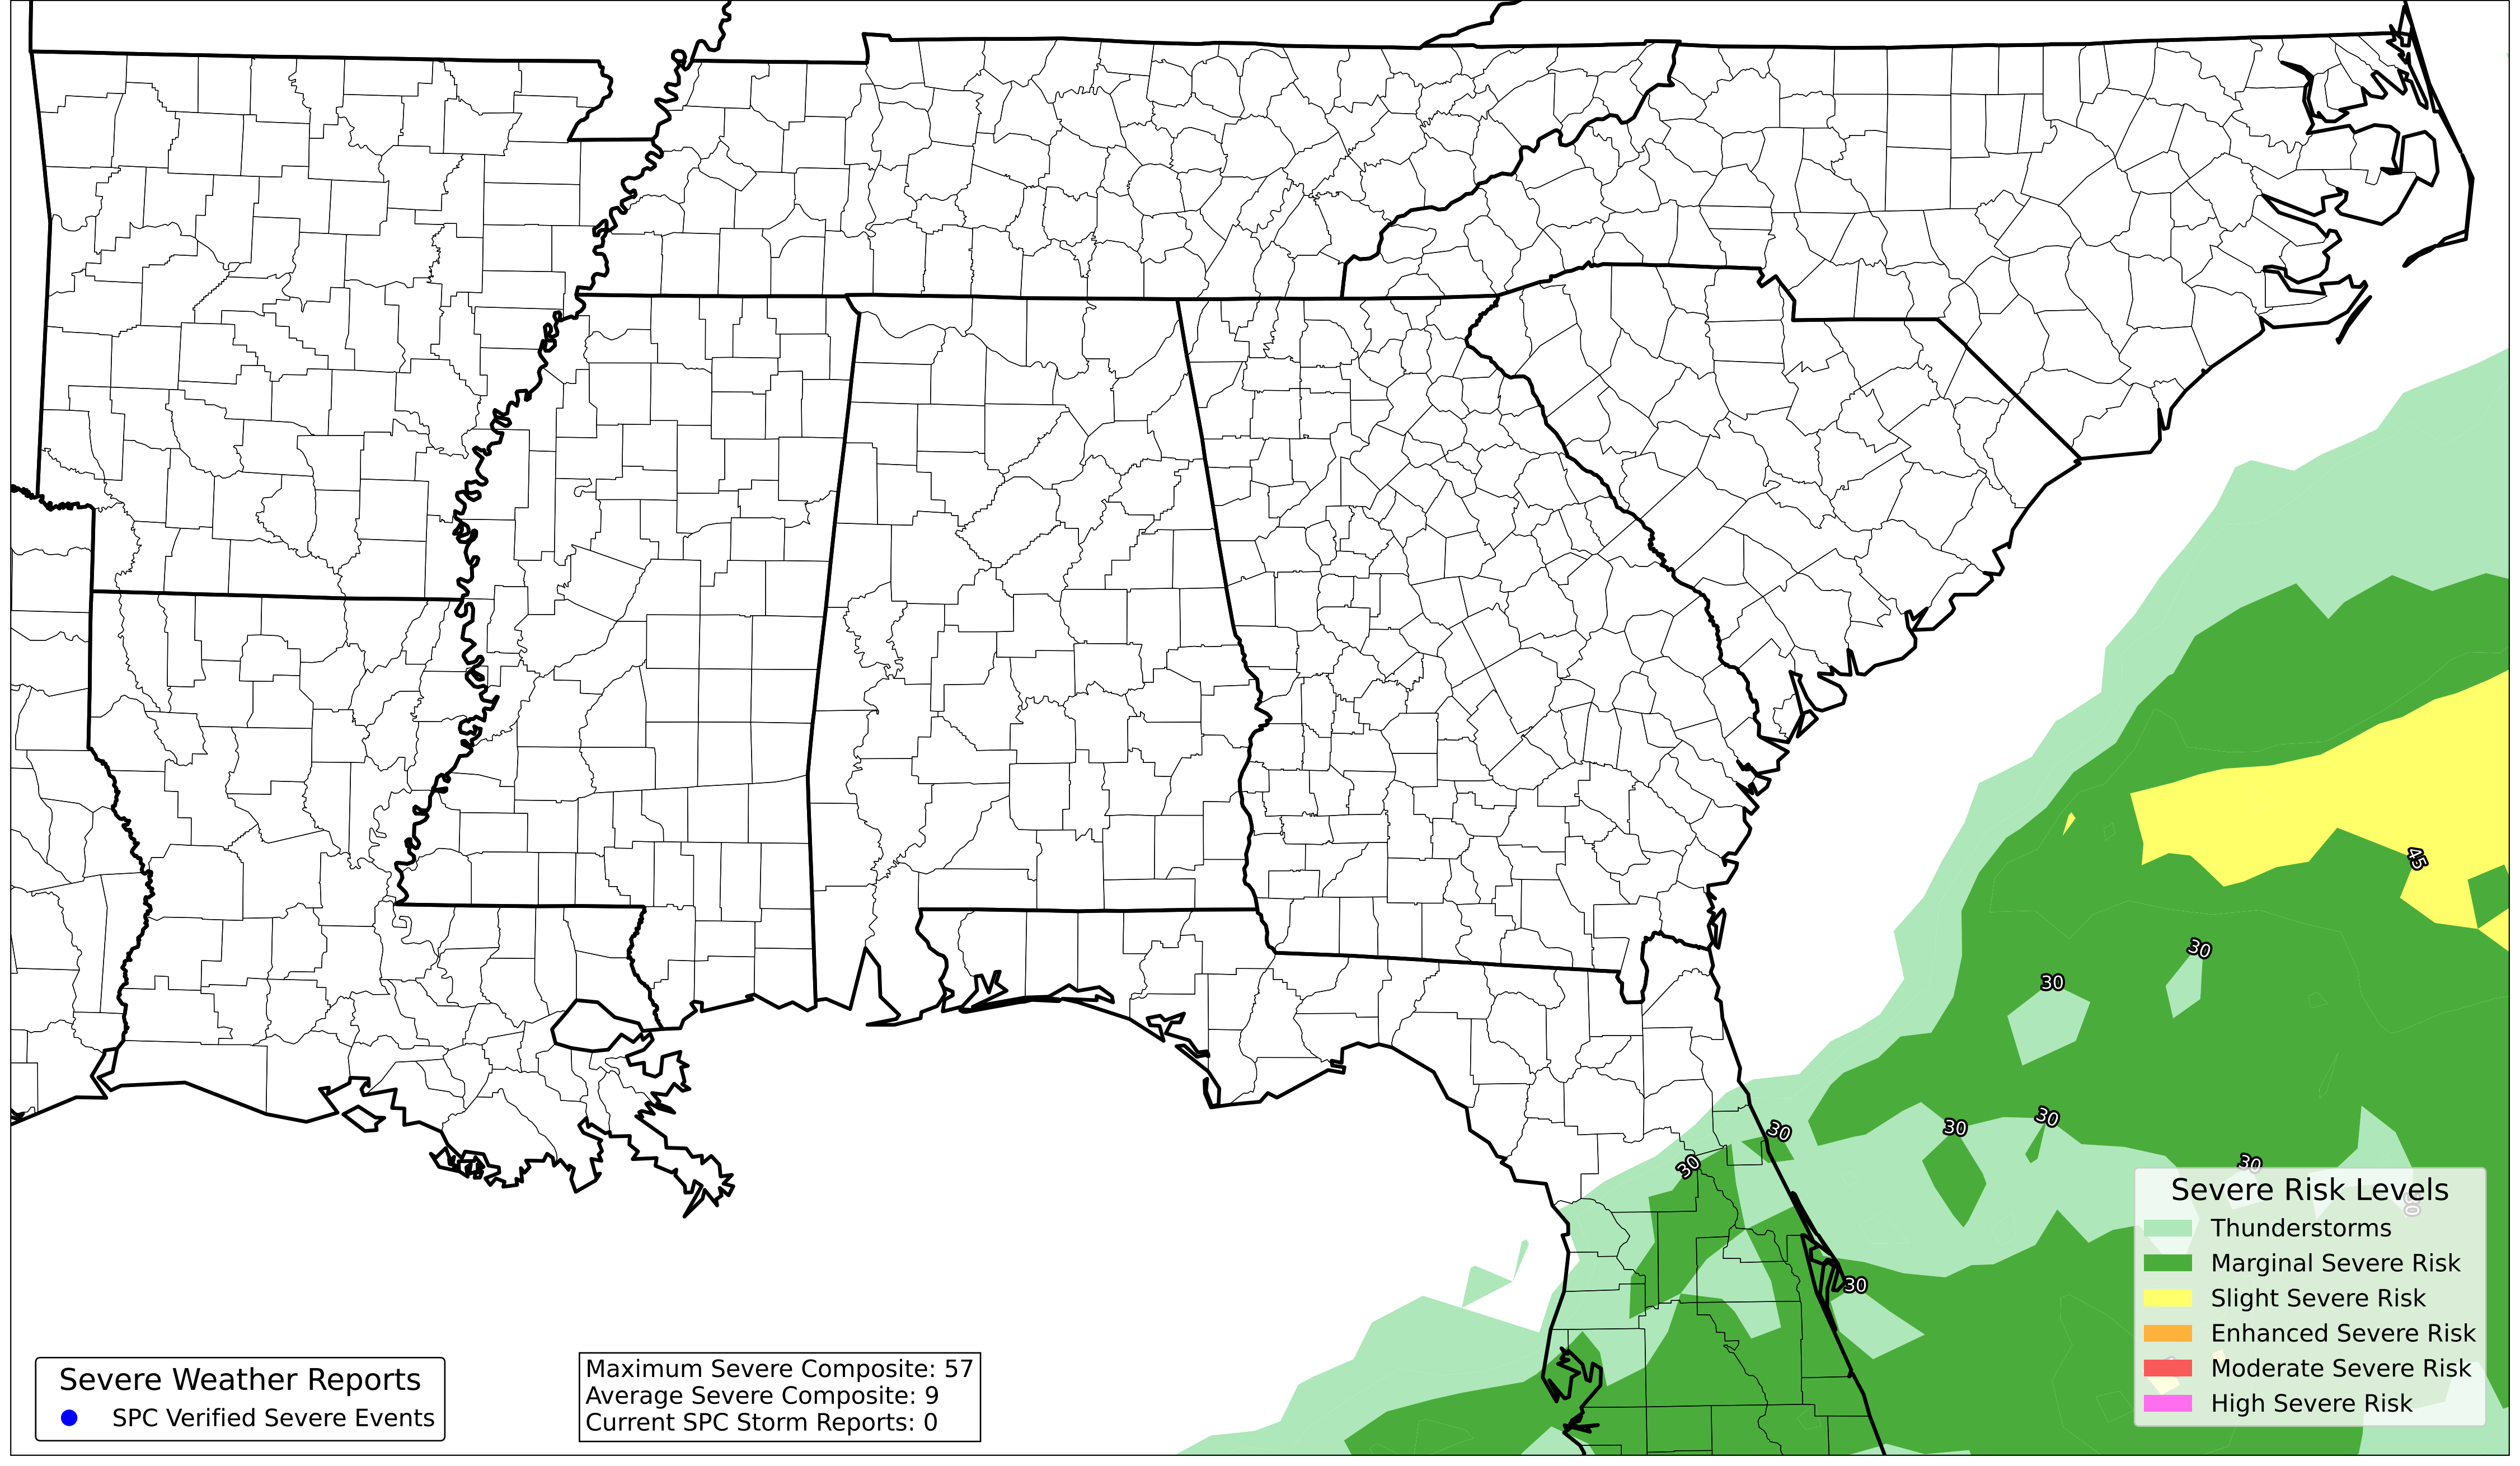 45
30
30
30
30
30
30
30
30
Severe Risk Levels
Thunderstorms
Marginal Severe Risk
Slight Severe Risk
Enhanced Severe Risk
Moderate Severe Risk
High Severe Risk
Severe Weather Reports
SPC Verified Severe Events
Maximum Severe Composite: 57
Average Severe Composite: 9
Current SPC Storm Reports: 0